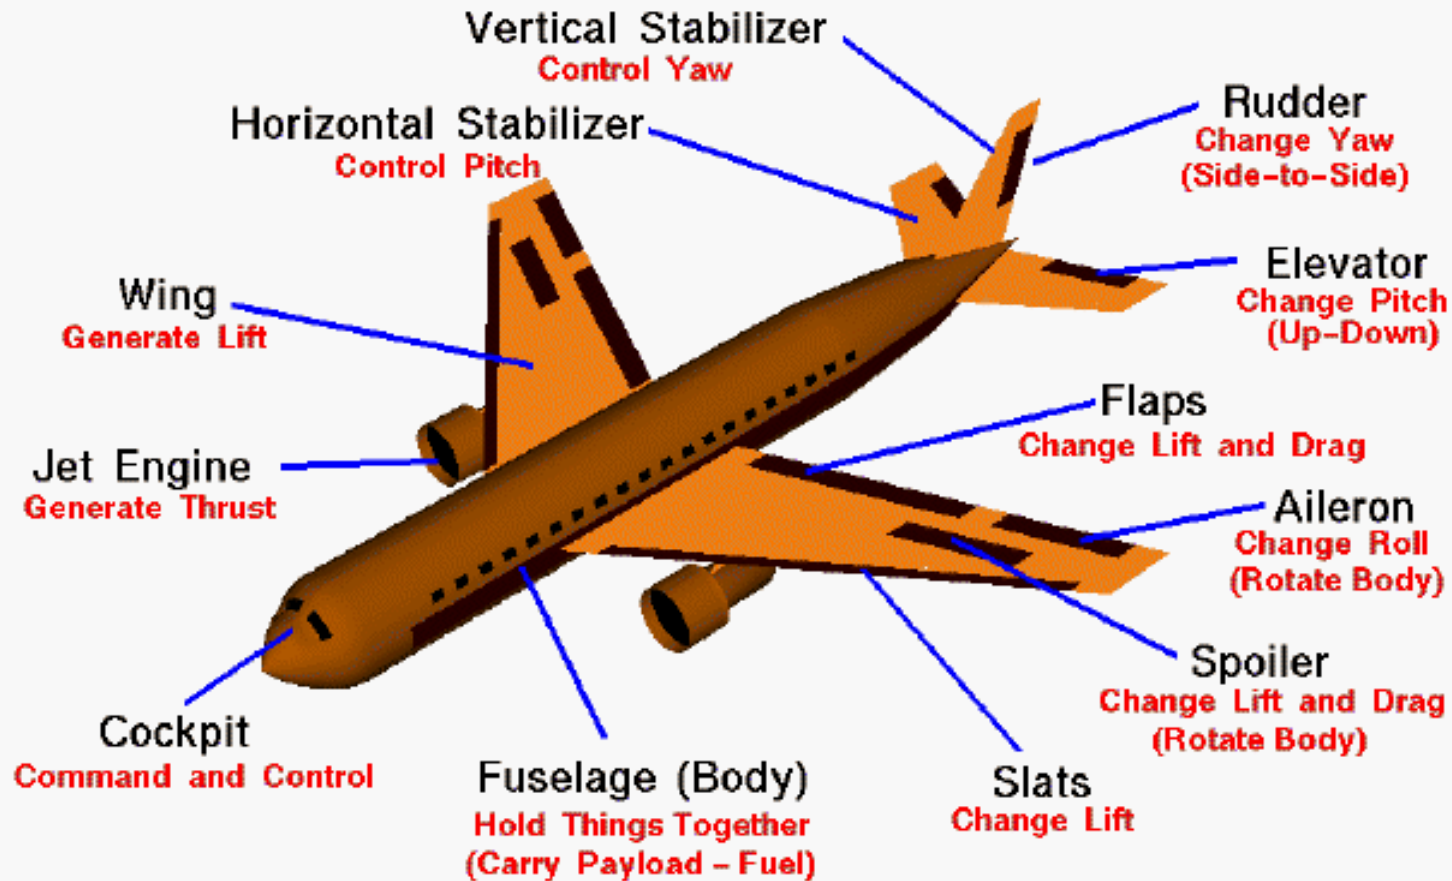 Vertical Stabilizer
Control Yaw
Horizontal Stabilizer
Control Pitch
Rudder
Change Yaw
(Side-to-Side)
Wing
Generate Lift
Elevator
Change Pitch
(Up-Down)
Flaps
Change Lift and Drag
Jet Engine
Generate Thrust
Aileron
Change Roll
(Rotate Body)
Spoiler
Change Lift and Drag
(Rotate Body)
Cockpit
Command and Control
Fuselage (Body)
Hold Things Together
(Carry Payload - Fuel)
Slats
Change Lift